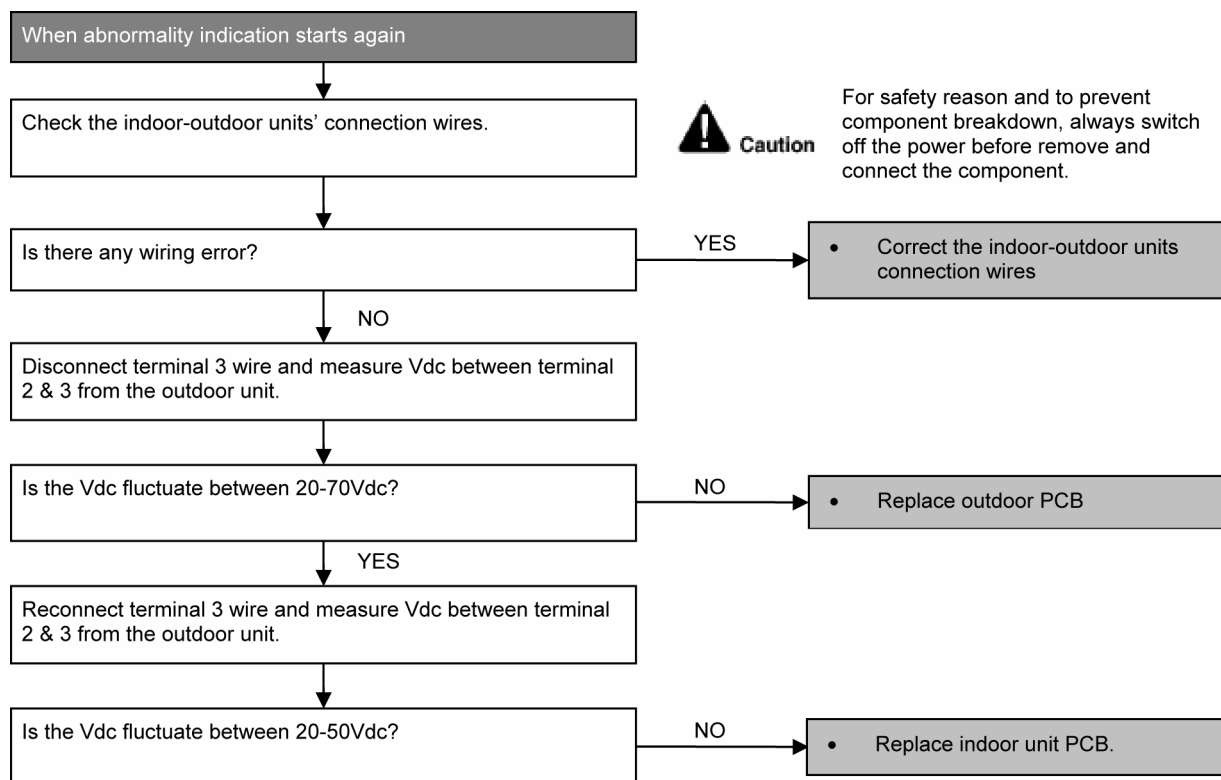 When abnormality indication starts again
Check the indoor-outdoor units’ connection wires.
Caution
For safety reason and to prevent
component breakdown, always switch
off the power before remove and
connect the component.
Is there any wiring error?
YES
• Correct the indoor-outdoor units
connection wires
NO
Disconnect terminal 3 wire and measure Vdc between terminal
2 & 3 from the outdoor unit.
Is the Vdc fluctuate between 20-70Vdc?
NO
• Replace outdoor PCB
YES
Reconnect terminal 3 wire and measure Vdc between terminal
2 & 3 from the outdoor unit.
Is the Vdc fluctuate between 20-50Vdc?
NO
• Replace indoor unit PCB.